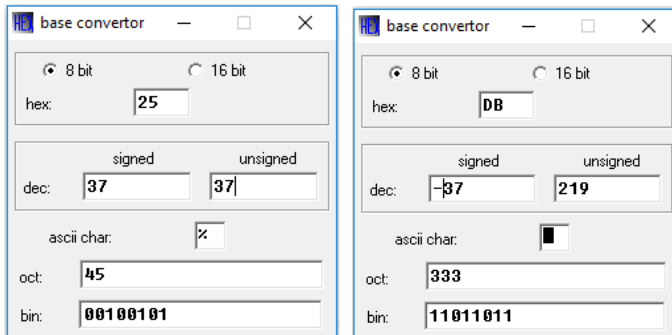 HEX base convertor
8 bit 16 bit
hex: 25
signed unsigned
dec: 37 37
ascii char: %
oct: 45
bin: 00100101
HEX base convertor
8 bit 16 bit
hex: DB
signed unsigned
dec: -37 219
ascii char:
oct: 333
bin: 11011011